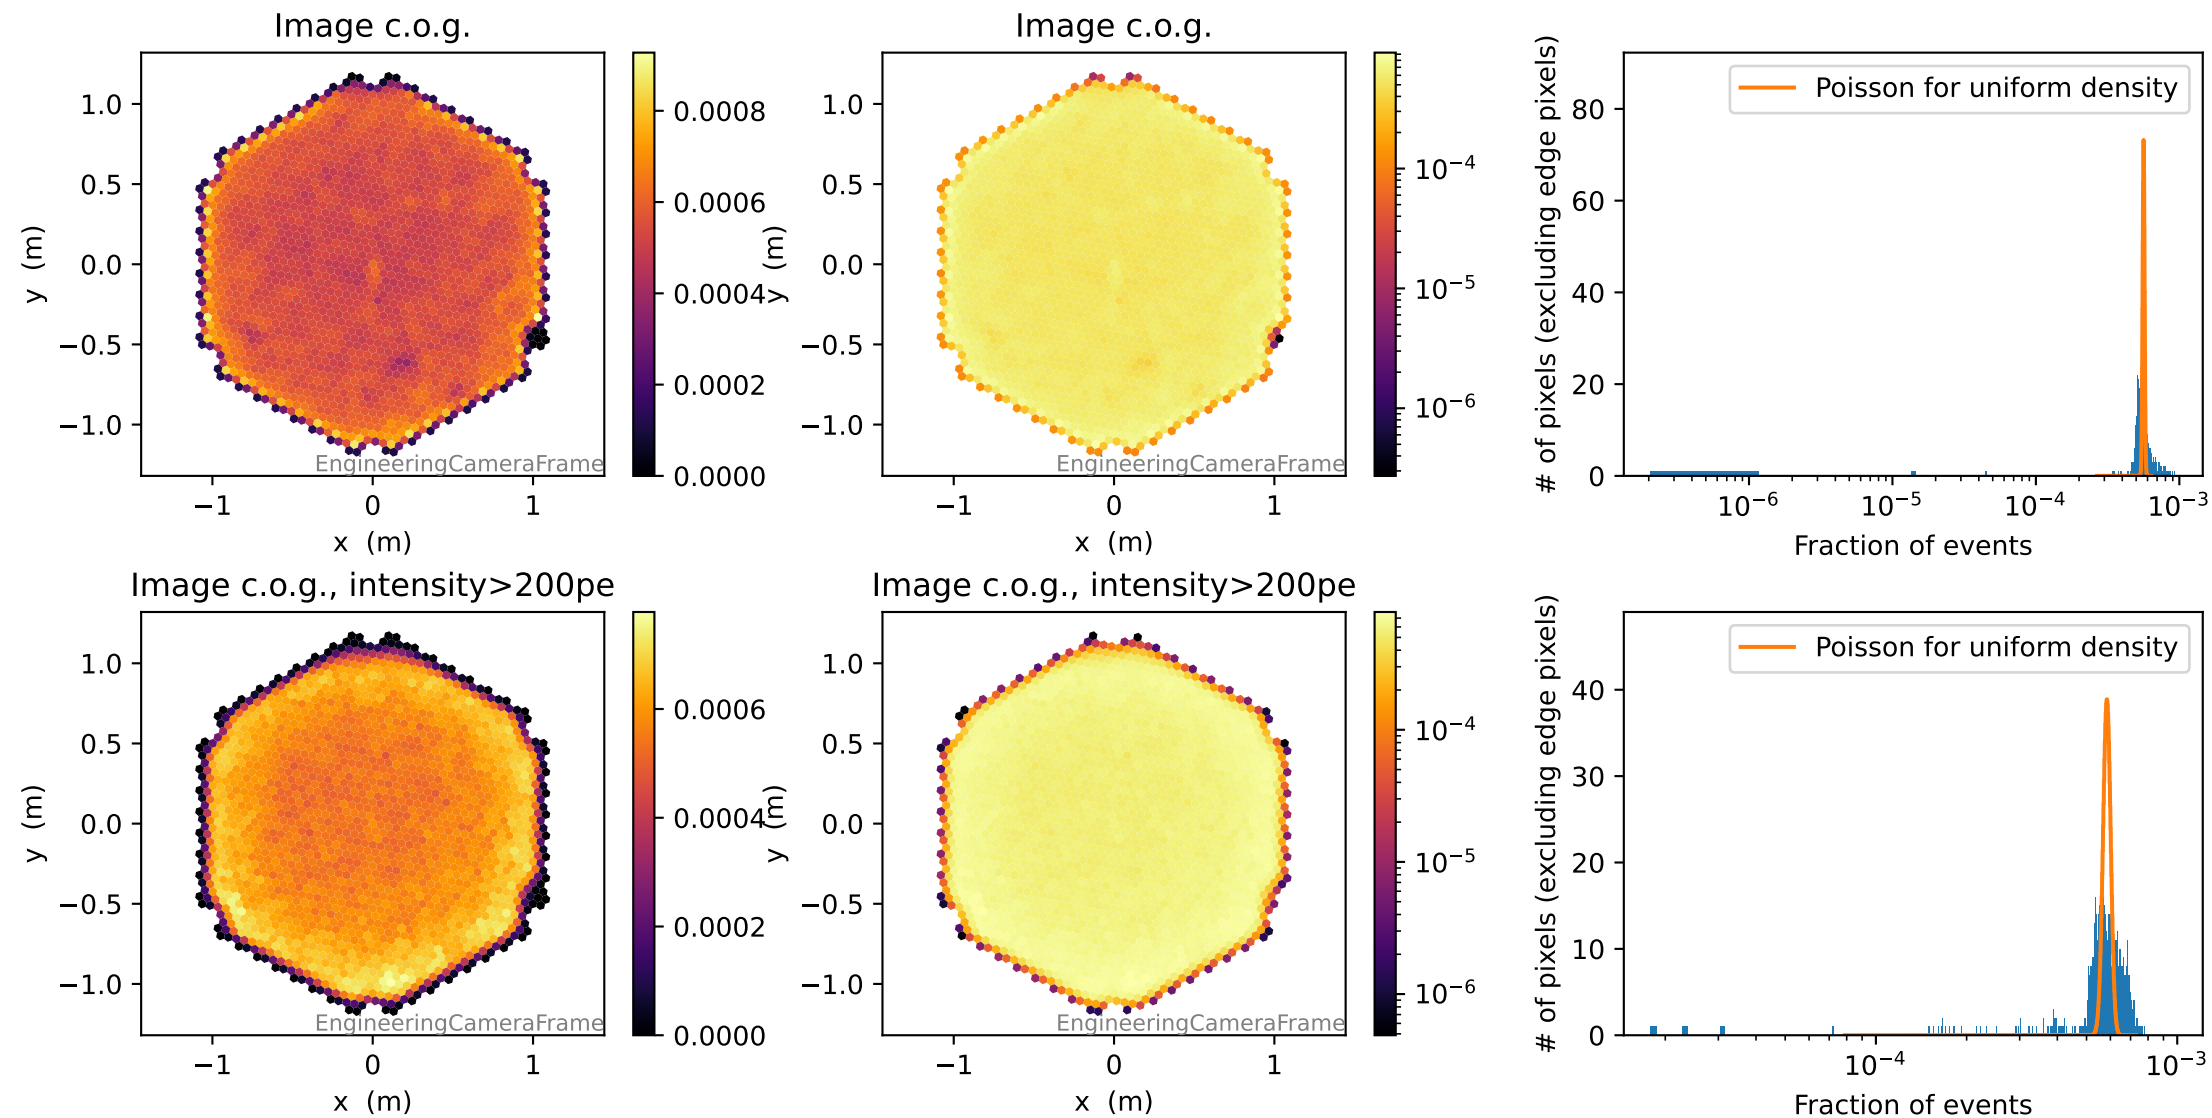 Image c.o.g.
1.0
0.5
0.0
−0.5
−1.0
y (m)
−1
0
1
x (m)
EngineeringCameraFrame
0.0008
0.0006
0.0004
0.0002
0.0000
Image c.o.g.
1.0
0.5
0.0
−0.5
−1.0
y (m)
−1
0
1
x (m)
EngineeringCameraFrame
10⁻⁴
10⁻⁵
10⁻⁶
# of pixels (excluding edge pixels)
80
60
40
20
0
Poisson for uniform density
10⁻⁶
10⁻⁵
10⁻⁴
10⁻³
Fraction of events
Image c.o.g., intensity>200pe
1.0
0.5
0.0
−0.5
−1.0
y (m)
−1
0
1
x (m)
EngineeringCameraFrame
0.0006
0.0004
0.0002
0.0000
Image c.o.g., intensity>200pe
1.0
0.5
0.0
−0.5
−1.0
y (m)
−1
0
1
x (m)
EngineeringCameraFrame
10⁻⁴
10⁻⁵
10⁻⁶
# of pixels (excluding edge pixels)
40
30
20
10
0
Poisson for uniform density
10⁻⁴
10⁻³
Fraction of events